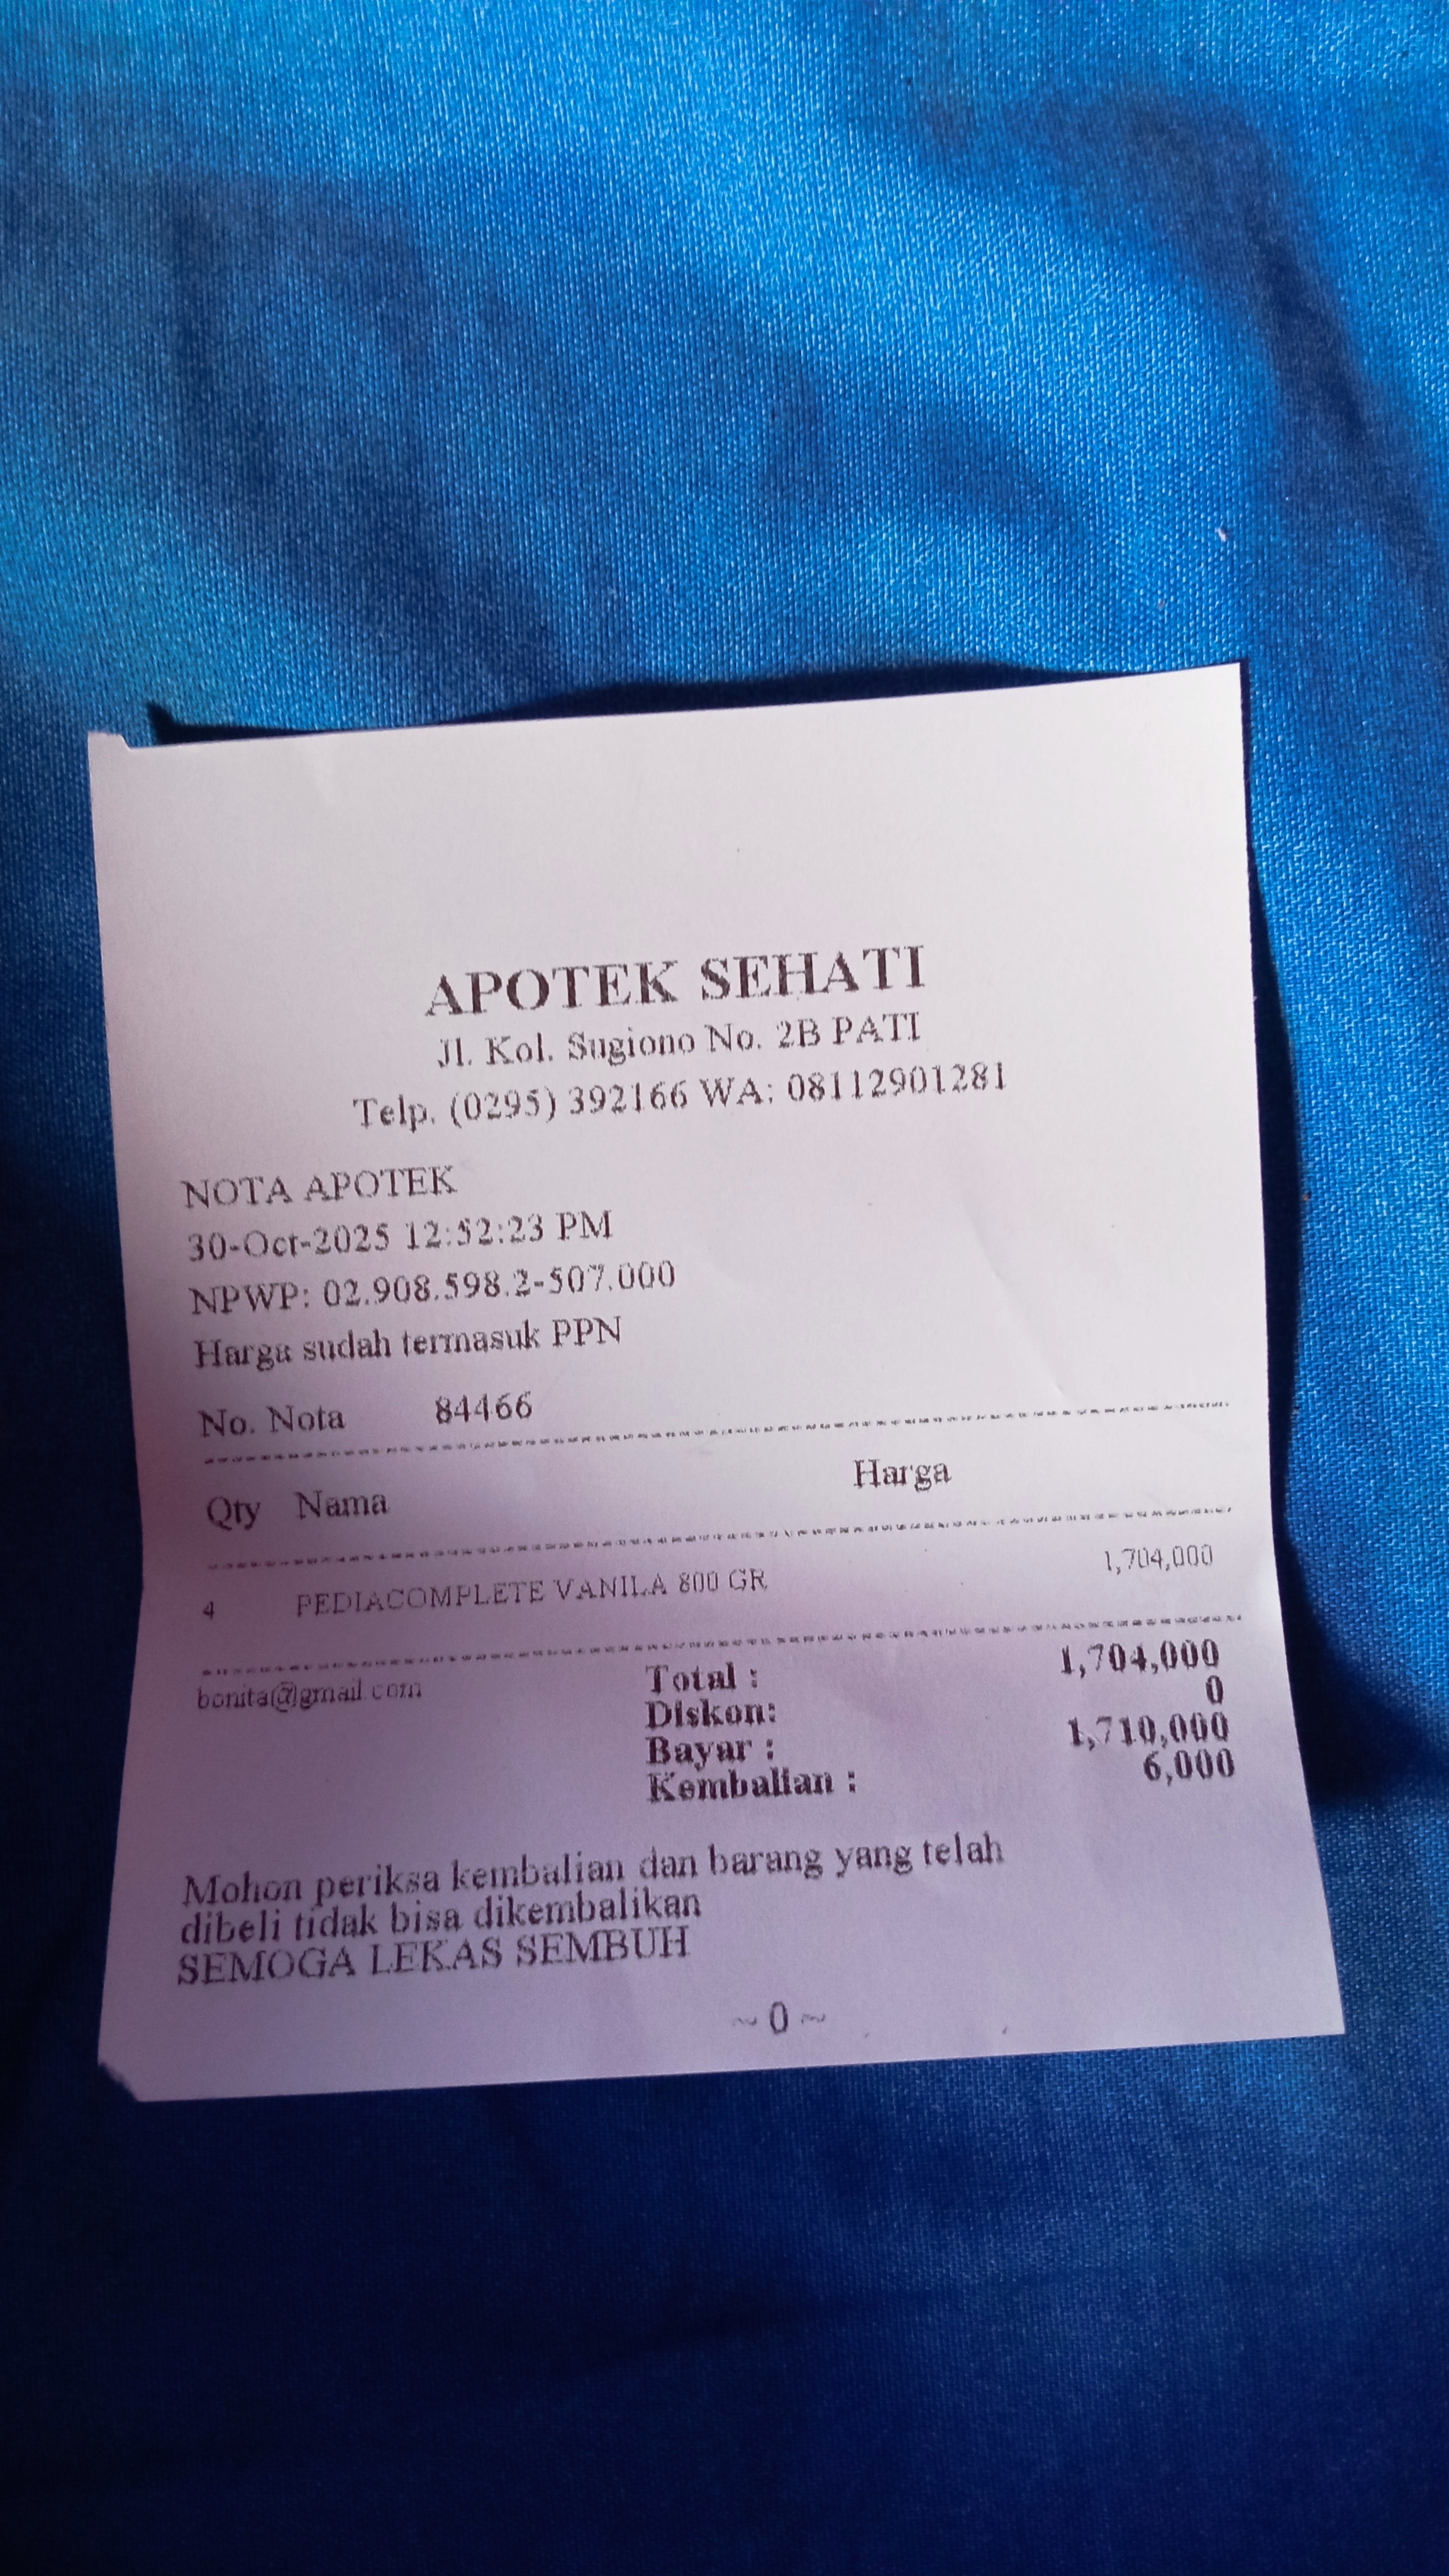 APOTEK SEHATI
Jl. Kol. Sugiono No. 2B PATI
Telp. (0295) 392166 WA: 08112901281
NOTA APOTEK
30-Oct-2025 12:52:23 PM
NPWP: 02.908.598.2-507.000
Harga sudah termasuk PPN
No. Nota 84466
Qty Nama Harga
4 PEDIACOMPLETE VANILA 800 GR 1,704,000
bonita@gmail.com Total : 1,704,000
Diskon: 0
Bayar : 1,710,000
Kembalian : 6,000
Mohon periksa kembalian dan barang yang telah
dibeli tidak bisa dikembalikan
SEMOGA LEKAS SEMBUH
~ 0 ~